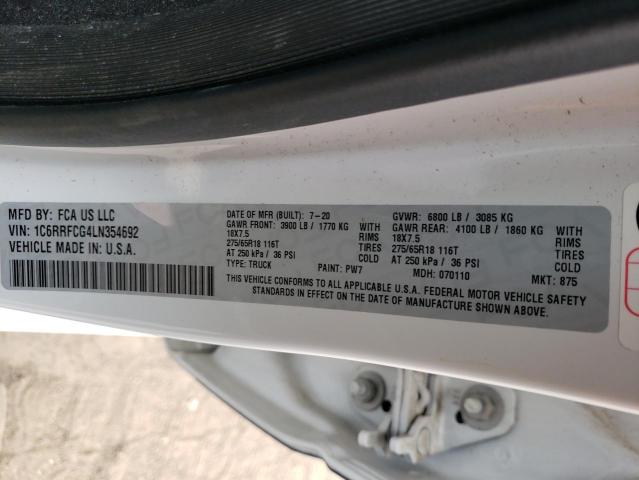 MFD BY: FCA US LLC
VIN: 1C6RRFCG4LN354692
VEHICLE MADE IN U.S.A.
DATE OF MFR (BUILT): 7-20
GAWR FRONT: 3900 LB / 1770 KG WITH
18X7.5 RIMS
275/65R18 116T TIRES
AT 250 kPa / 36 PSI COLD
TYPE: TRUCK PAINT: PW7
GVWR: 6800 LB / 3085 KG
GAWR REAR: 4100 LB / 1860 KG WITH
18X7.5 RIMS
275/65R18 116T TIRES
AT 250 kPa / 36 PSI COLD
MDH: 070110 MKT: 875
THIS VEHICLE CONFORMS TO ALL APPLICABLE U.S.A. FEDERAL MOTOR VEHICLE SAFETY
STANDARDS IN EFFECT ON THE DATE OF MANUFACTURE SHOWN ABOVE.